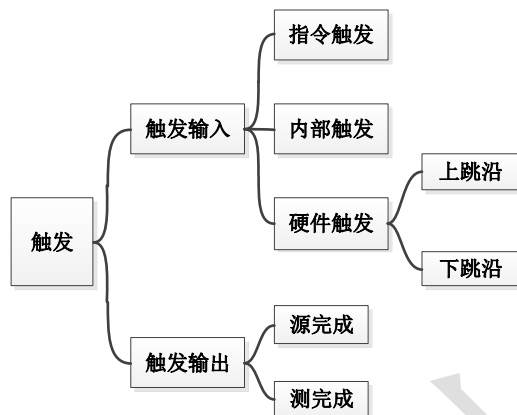 触发
触发输入
指令触发
内部触发
硬件触发
上跳沿
下跳沿
触发输出
源完成
测完成